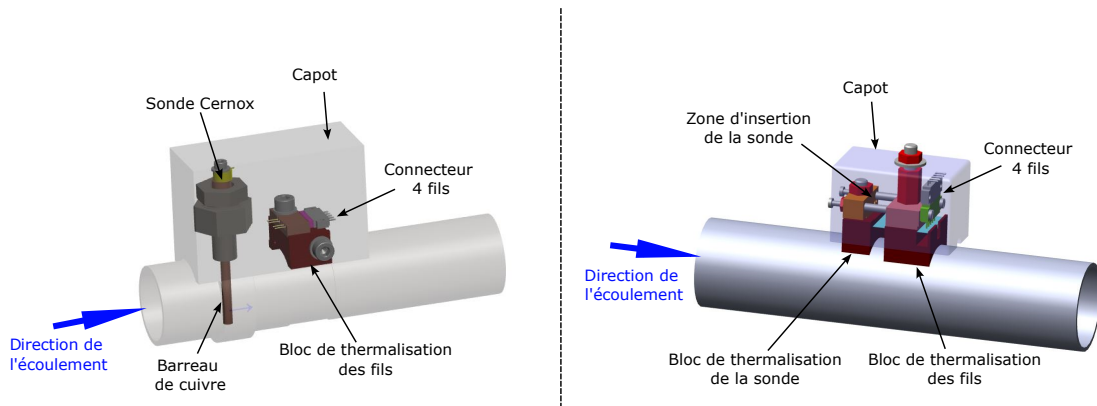 Capot
Sonde Cernox
Connecteur
4 fils
Direction de
l'écoulement
Barreau
de cuivre
Bloc de thermalisation
des fils
Capot
Zone d'insertion
de la sonde
Connecteur
4 fils
Direction de
l'écoulement
Bloc de thermalisation
de la sonde
Bloc de thermalisation
des fils